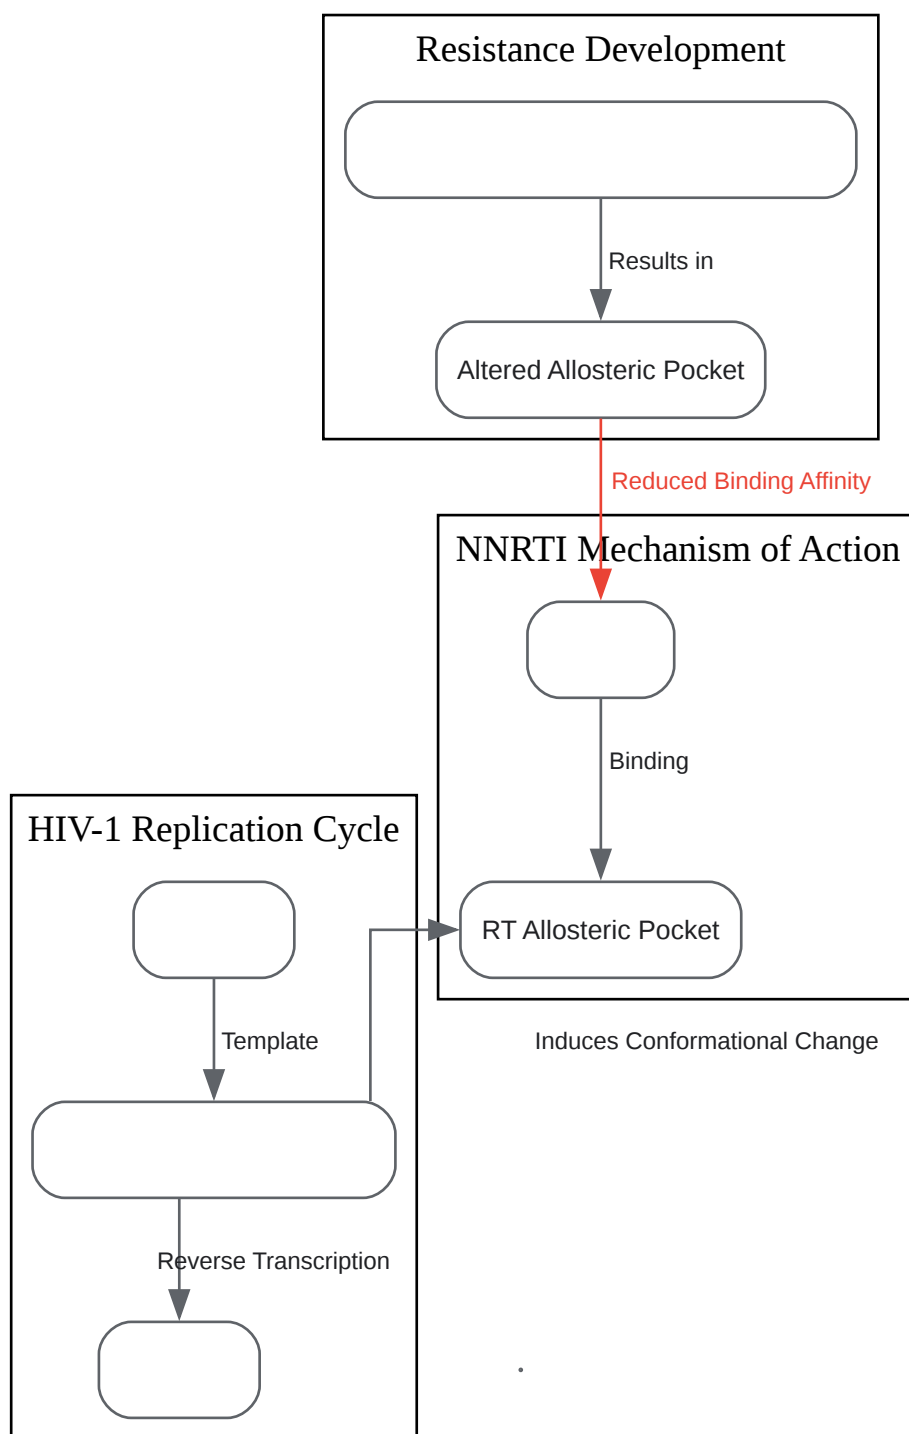 Resistance Development
Results in
Altered Allosteric Pocket
Reduced Binding Affinity
NNRTI Mechanism of Action
Binding
HIV-1 Replication Cycle
RT Allosteric Pocket
Template
Induces Conformational Change
Reverse Transcription